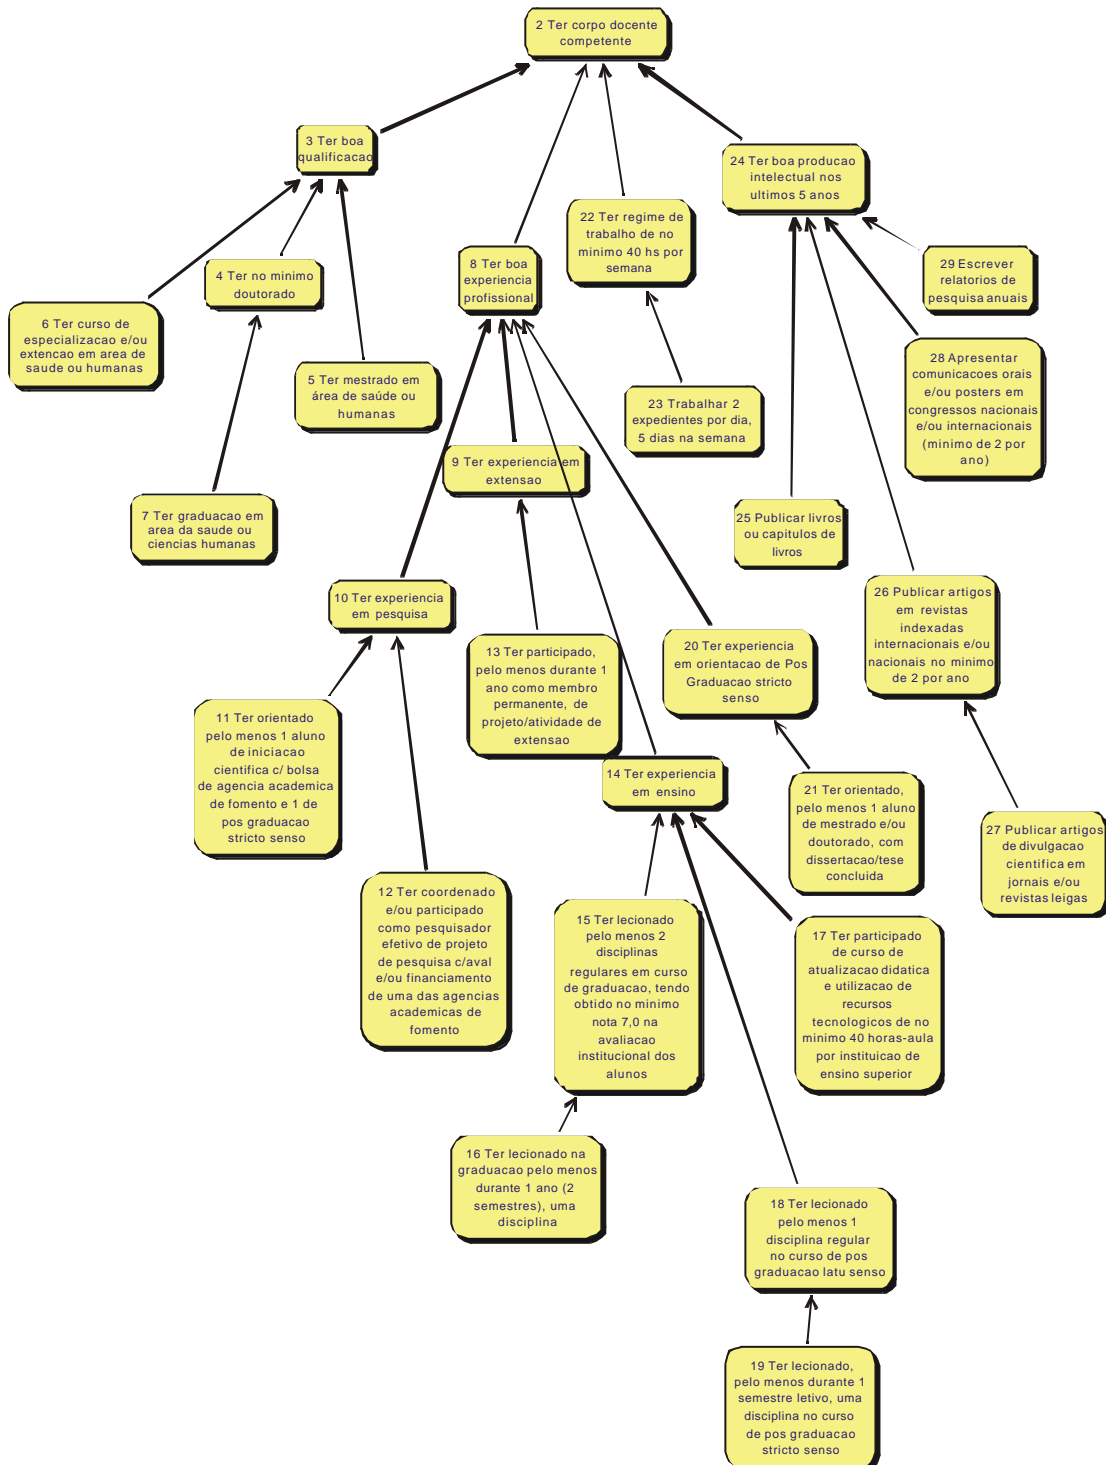 2 Ter corpo docente
competente
3 Ter boa
qualificacao
24 Ter boa producao
intelectual nos
ultimos 5 anos
22 Ter regime de
trabalho de no
minimo 40 hs por
semana
8 Ter boa
experiencia
profissional
29 Escrever
relatorios de
pesquisa anuais
4 Ter no minimo
doutorado
6 Ter curso de
especializacao e/ou
extencao em area de
saude ou humanas
5 Ter mestrado em
área de saúde ou
humanas
28 Apresentar
comunicacoes orais
e/ou posters em
congressos nacionais
e/ou internacionais
(minimo de 2 por
ano)
23 Trabalhar 2
expedientes por dia,
5 dias na semana
9 Ter experiencia em
extensao
7 Ter graduacao em
area da saude ou
ciencias humanas
25 Publicar livros
ou capitulos de
livros
10 Ter experiencia
em pesquisa
26 Publicar artigos
em revistas
indexadas
internacionais e/ou
nacionais no minimo
de 2 por ano
13 Ter participado,
pelo menos durante 1
ano como membro
permanente, de
projeto/atividade de
extensao
20 Ter experiencia
em orientacao de Pos
Graduacao stricto
senso
11 Ter orientado
pelo menos 1 aluno
de iniciacao
cientifica c/ bolsa
de agencia academica
de fomento e 1 de
pos graduacao
stricto senso
14 Ter experiencia
em ensino
21 Ter orientado,
pelo menos 1 aluno
de mestrado e/ou
doutorado, com
dissertacao/tese
concluida
27 Publicar artigos
de divulgacao
cientifica em
jornais e/ou
revistas leigas
12 Ter coordenado
e/ou participado
como pesquisador
efetivo de projeto
de pesquisa c/aval
e/ou financiamento
de uma das agencias
academicas de
fomento
15 Ter lecionado
pelo menos 2
disciplinas
regulares em curso
de graduacao, tendo
obtido no minimo
nota 7,0 na
avaliacao
institucional dos
alunos
17 Ter participado
de curso de
atualizacao didatica
e utilizacao de
recursos
tecnologicos de no
minimo 40 horas-aula
por instituicao de
ensino superior
16 Ter lecionado na
graduacao pelo menos
durante 1 ano (2
semestres), uma
disciplina
18 Ter lecionado
pelo menos 1
disciplina regular
no curso de pos
graduacao latu senso
19 Ter lecionado,
pelo menos durante 1
semestre letivo, uma
disciplina no curso
de pos graduacao
stricto senso